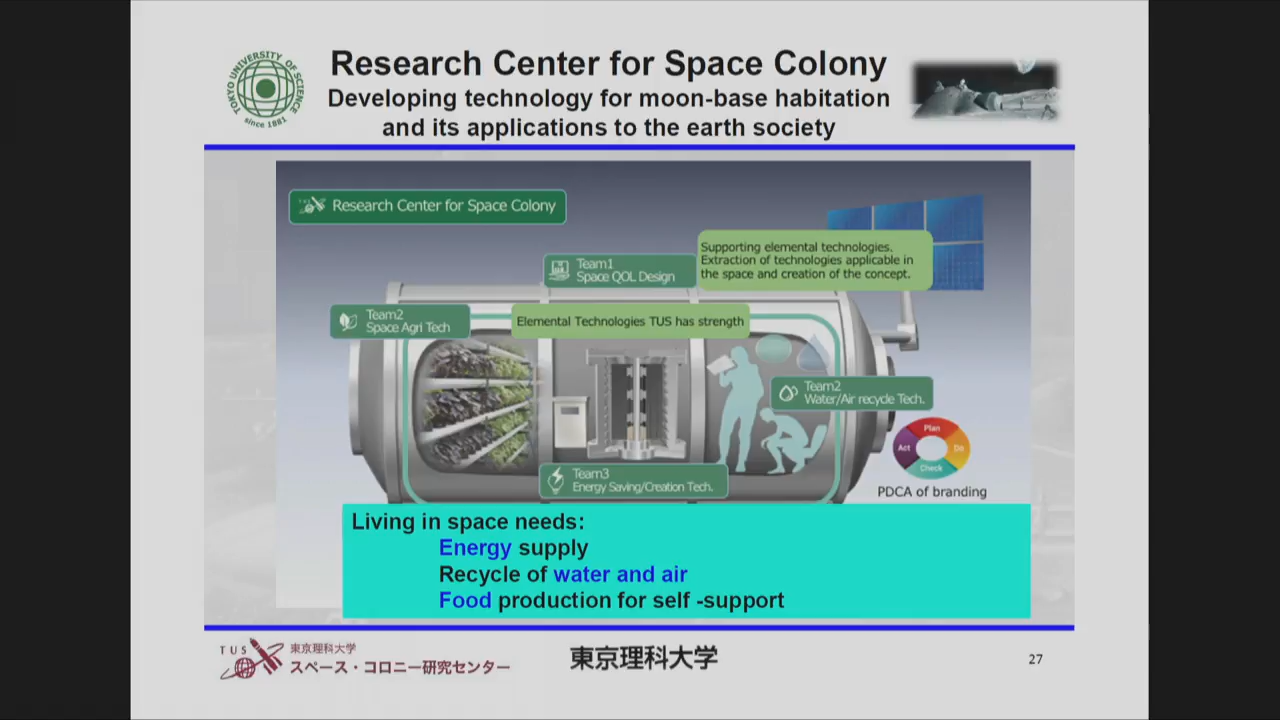 TOKYO UNIVERSITY OF SCIENCE
since 1881
Research Center for Space Colony
Developing technology for moon-base habitation
and its applications to the earth society
TUS
Research Center for Space Colony
Team1
Space QOL Design
Supporting elemental technologies.
Extraction of technologies applicable in
the space and creation of the concept.
Team2
Space Agri Tech
Elemental Technologies TUS has strength
Team2
Water/Air recycle Tech.
Team3
Energy Saving/Creation Tech.
Plan
Do
Check
Act
PDCA of branding
Living in space needs:
Energy supply
Recycle of water and air
Food production for self -support
TUS
東京理科大学
スペース・コロニー研究センター
東京理科大学
27